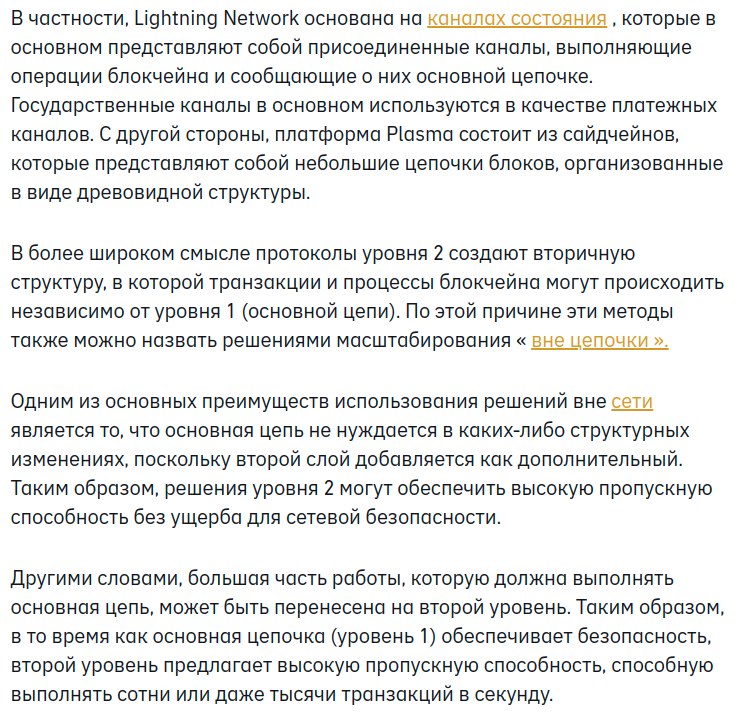 В частности, Lightning Network основана на каналах состояния , которые в
основном представляют собой присоединенные каналы, выполняющие
операции блокчейна и сообщающие о них основной цепочке.
Государственные каналы в основном используются в качестве платежных
каналов. С другой стороны, платформа Plasma состоит из сайдчейнов,
которые представляют собой небольшие цепочки блоков, организованные
в виде древовидной структуры.
В более широком смысле протоколы уровня 2 создают вторичную
структуру, в которой транзакции и процессы блокчейна могут происходить
независимо от уровня 1 (основной цепи). По этой причине эти методы
также можно назвать решениями масштабирования « вне цепочки ».
Одним из основных преимуществ использования решений вне сети
является то, что основная цепь не нуждается в каких-либо структурных
изменениях, поскольку второй слой добавляется как дополнительный.
Таким образом, решения уровня 2 могут обеспечить высокую пропускную
способность без ущерба для сетевой безопасности.
Другими словами, большая часть работы, которую должна выполнять
основная цепь, может быть перенесена на второй уровень. Таким образом,
в то время как основная цепочка (уровень 1) обеспечивает безопасность,
второй уровень предлагает высокую пропускную способность, способную
выполнять сотни или даже тысячи транзакций в секунду.